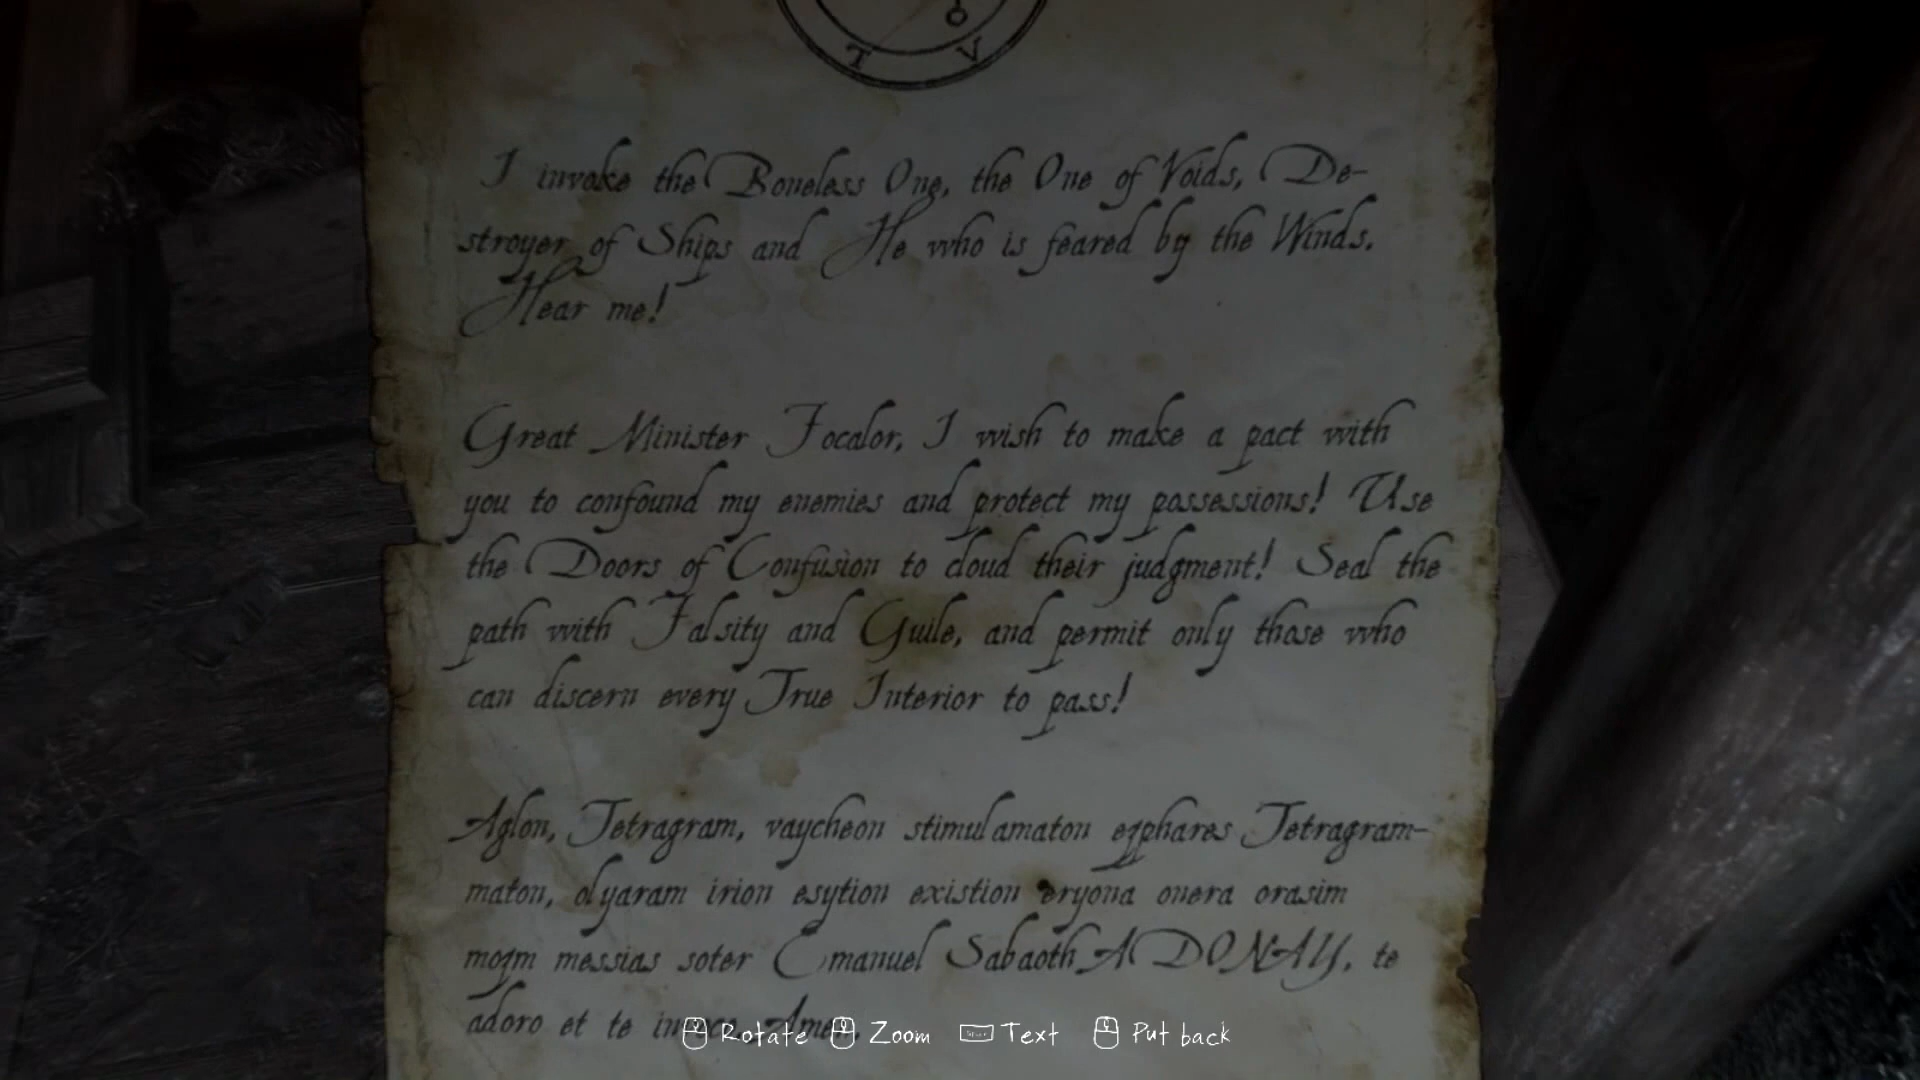 T V
I invoke the Boneless One, the One of Voids, De-
stroyer of Ships and He who is feared by the Winds.
Hear me!
Great Minister Focalor, I wish to make a pact with
you to confound my enemies and protect my possessions! Use
the Doors of Confusion to cloud their judgment! Seal the
path with Falsity and Guile, and permit only those who
can discern every True Interior to pass!
Aglon, Tetragram, vaycheon stimulamaton ezphares Tetragram-
maton, olyaram irion esytion existion eryona onera orasim
mozm messias soter Emanuel Sabaoth ADONAY, te
adoro et te
Rotate Zoom Text Put back